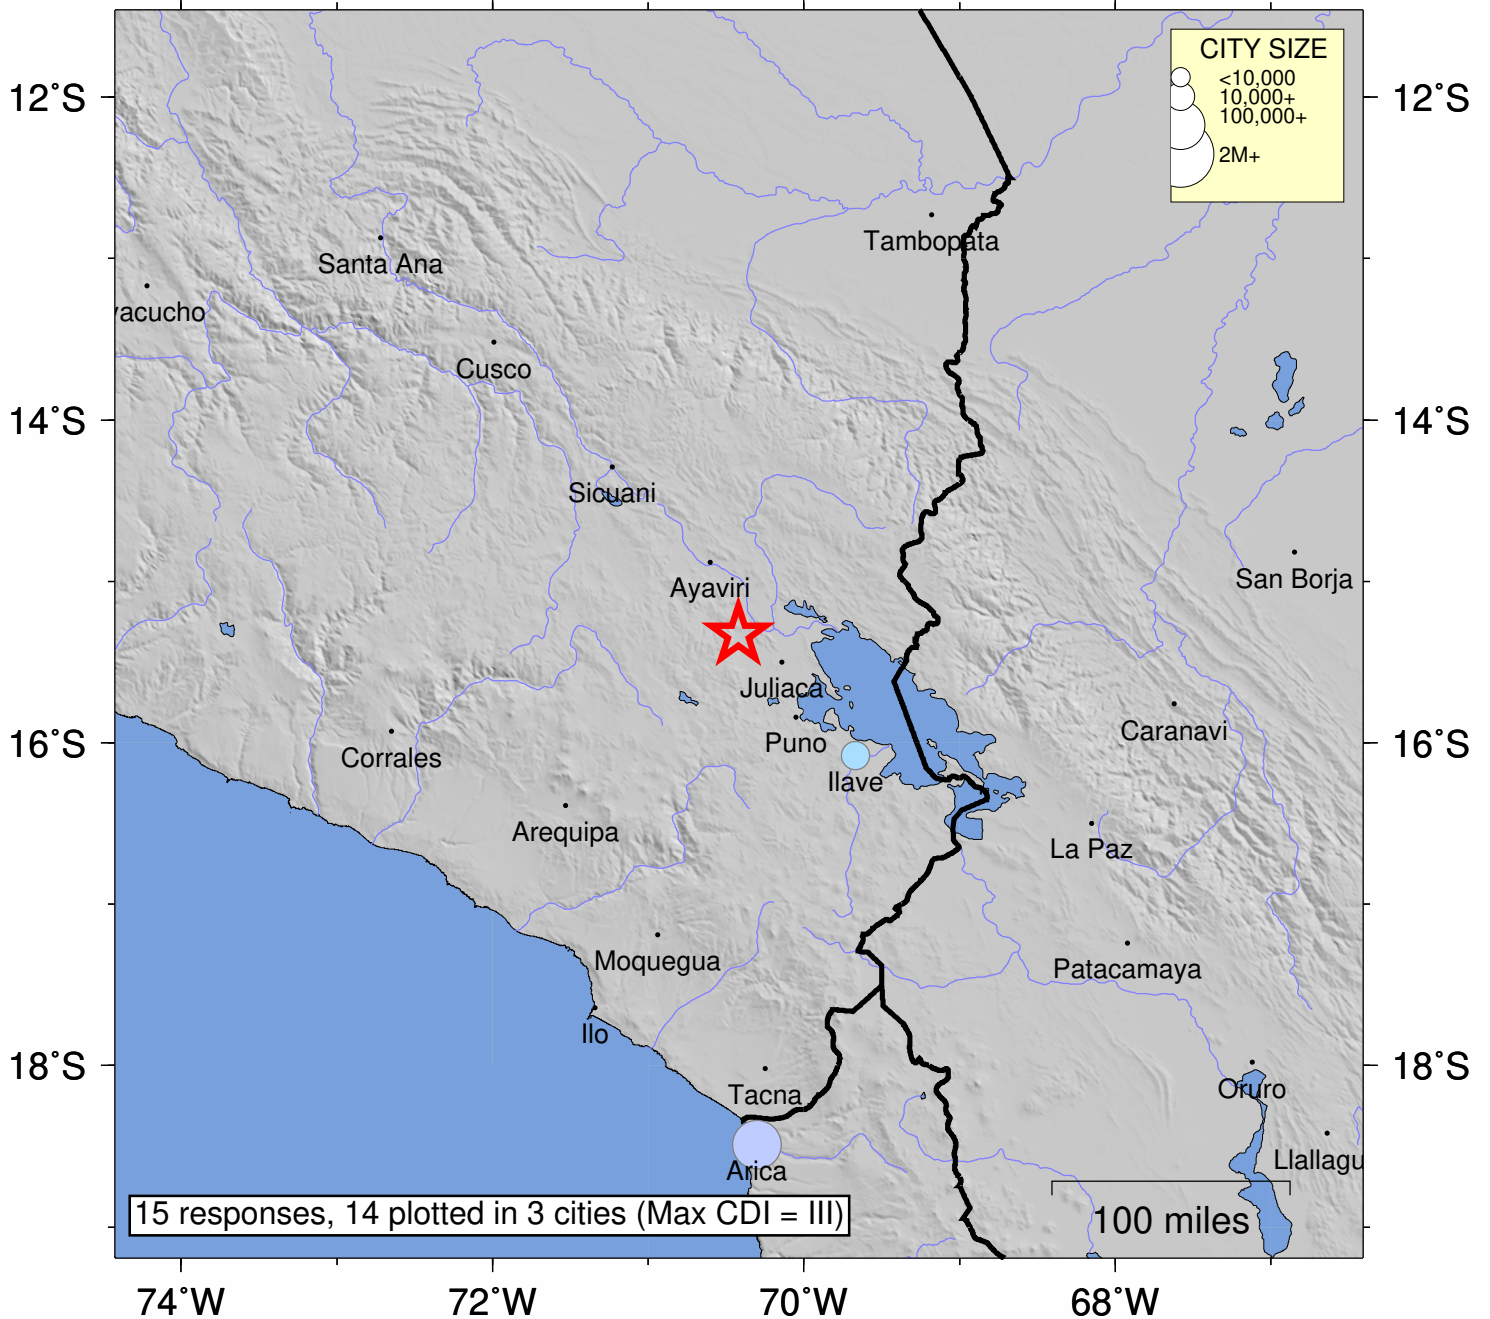 CITY SIZE
<10,000
10,000+
100,000+
2M+
12°S
12°S
Tambopata
Santa Ana
vacucho
Cusco
14°S
14°S
Sicuani
Ayaviri
San Borja
Juliaca
Puno
Caranavi
16°S
16°S
Corrales
Ilave
Arequipa
La Paz
Moquegua
Patacamaya
Ilo
18°S
18°S
Tacna
Oruro
Arica
Llallagu
15 responses, 14 plotted in 3 cities (Max CDI = III)
100 miles
74°W
72°W
70°W
68°W